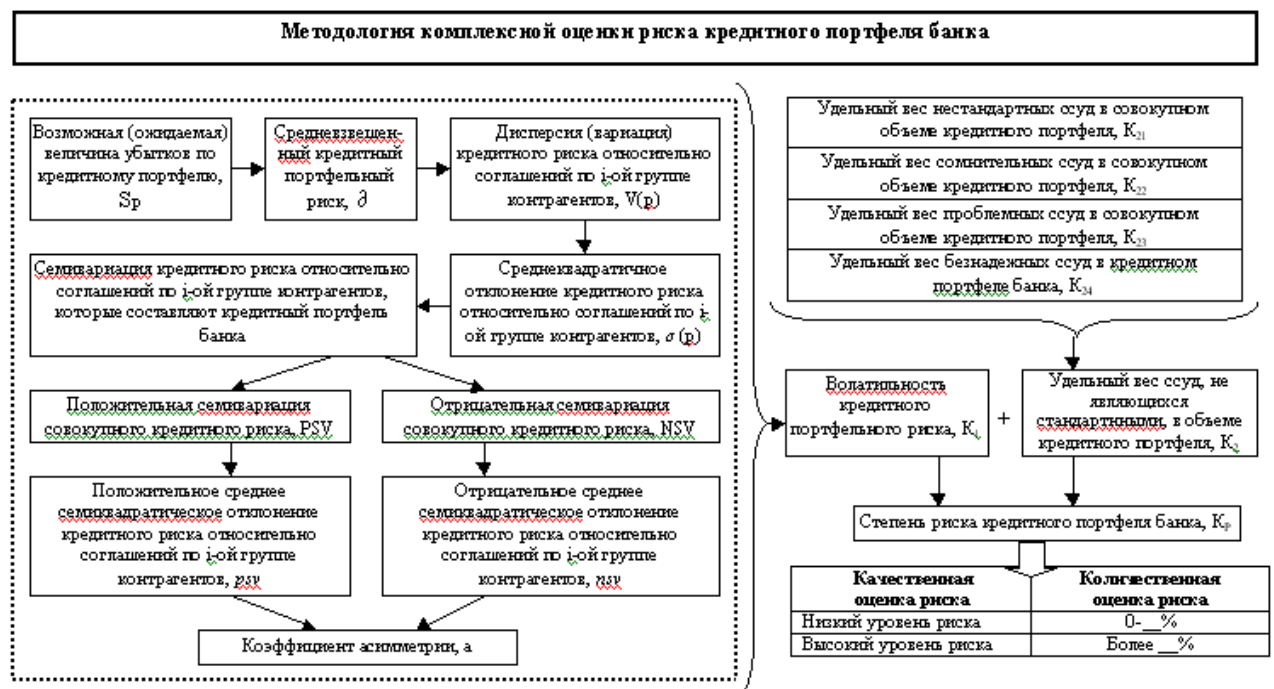 Методология комплексной оценки риска кредитного портфеля банка
Возможная (ожидаемая)
величина убытков по
кредитному портфелю,
Sp
Средневзвешен-
ный кредитный
портфельный
риск, ∂
Дисперсия (вариация)
кредитного риска относительно
соглашений по i-ой группе
контрагентов, V(p)
Семивариация кредитного риска относительно
соглашений по i-ой группе контрагентов,
которые составляют кредитный портфель
банка
Среднеквадратичное
отклонение кредитного риска
относительно соглашений по i-
ой группе контрагентов, σ (p)
Положительная семивариация
совокупного кредитного риска, PSV
Отрицательная семивариация
совокупного кредитного риска, NSV
Положительное среднее
семиквадратическое отклонение
кредитного риска относительно
соглашений по i-ой группе
контрагентов, psv
Отрицательное среднее
семиквадратическое отклонение
кредитного риска относительно
соглашений по i-ой группе
контрагентов, nsv
Коэффициент асимметрии, а
Удельный вес нестандартных ссуд в совокупном
объеме кредитного портфеля, К₂₁
Удельный вес сомнительных ссуд в совокупном
объеме кредитного портфеля, К₂₂
Удельный вес проблемных ссуд в совокупном
объеме кредитного портфеля, К₂₃
Удельный вес безнадежных ссуд в кредитном
портфеле банка, К₂₄
Волатильность
кредитного
портфельного риска, К₁
+
Удельный вес ссуд, не
являющихся
стандартными, в объеме
кредитного портфеля, К₂
Степень риска кредитного портфеля банка, Кₚ
Качественная
оценка риска
Количественная
оценка риска
Низкий уровень риска
0-__%
Высокий уровень риска
Более __%